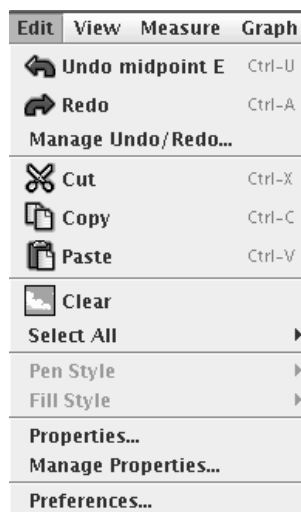 Edit View Measure Graph
Undo midpoint E Ctrl-U
Redo Ctrl-A
Manage Undo/Redo...
Cut Ctrl-X
Copy Ctrl-C
Paste Ctrl-V
Clear
Select All
Pen Style
Fill Style
Properties...
Manage Properties...
Preferences...